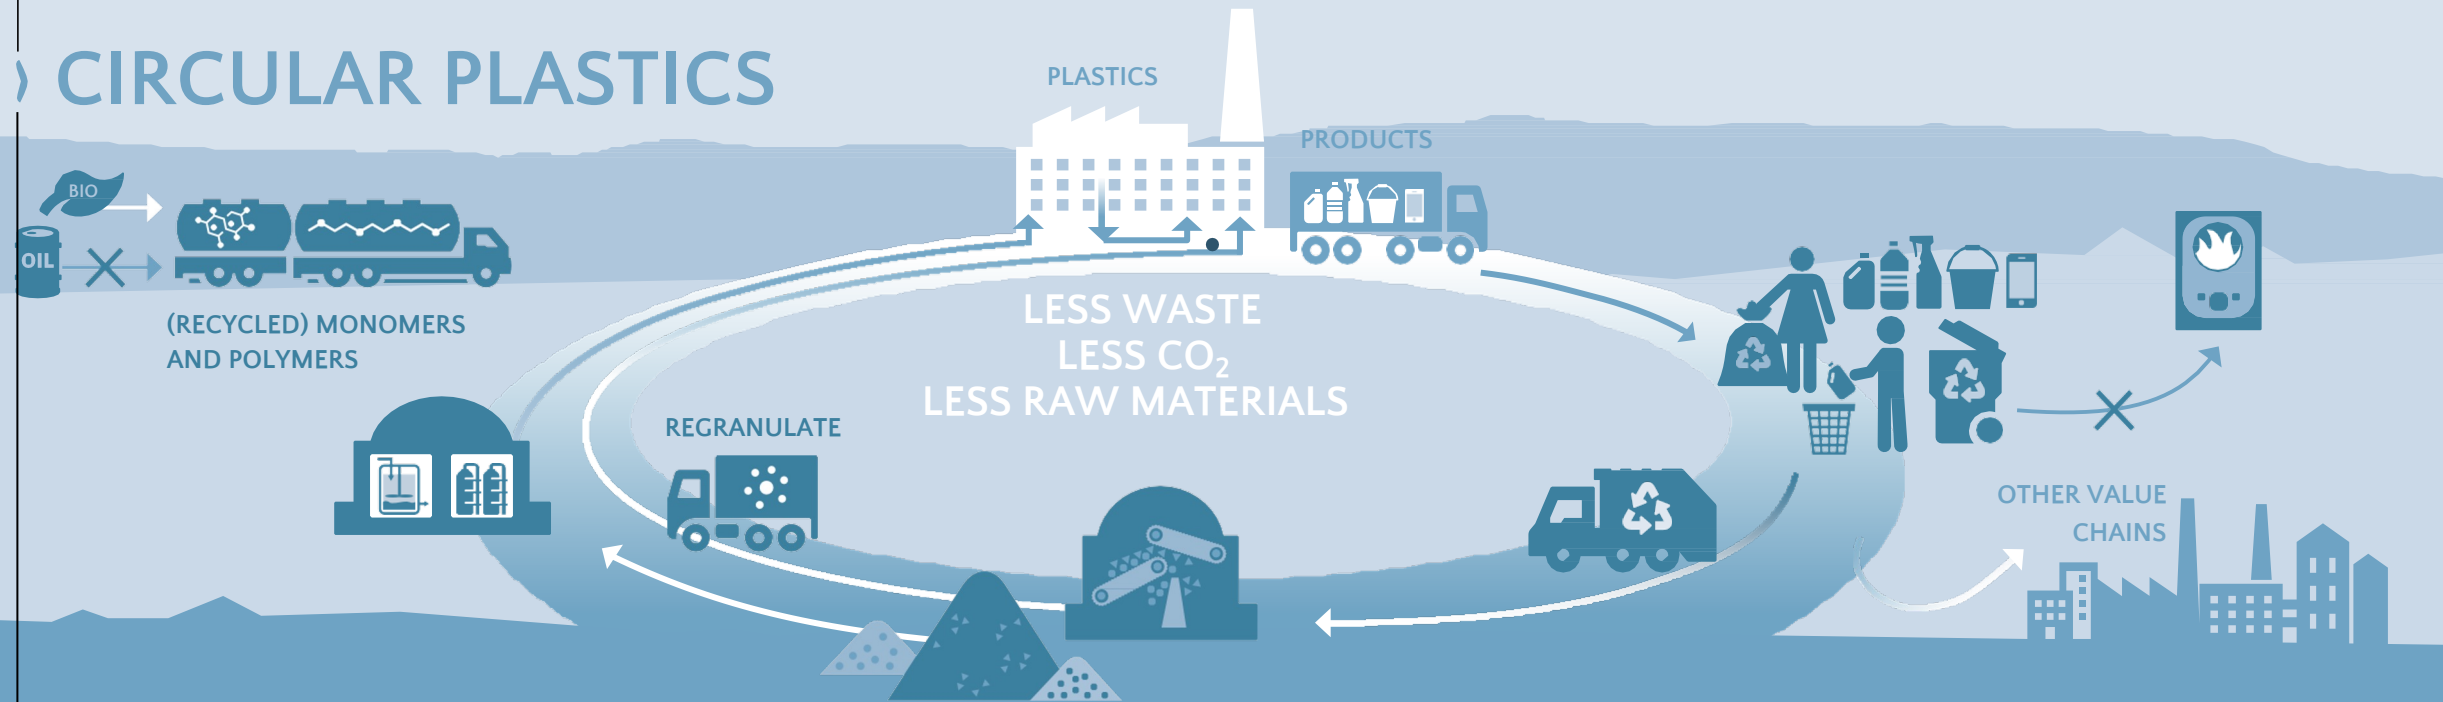 CIRCULAR PLASTICS
PLASTICS
PRODUCTS
BIO
OIL
(RECYCLED) MONOMERS
AND POLYMERS
LESS WASTE
LESS CO₂
LESS RAW MATERIALS
REGRANULATE
OTHER VALUE
CHAINS